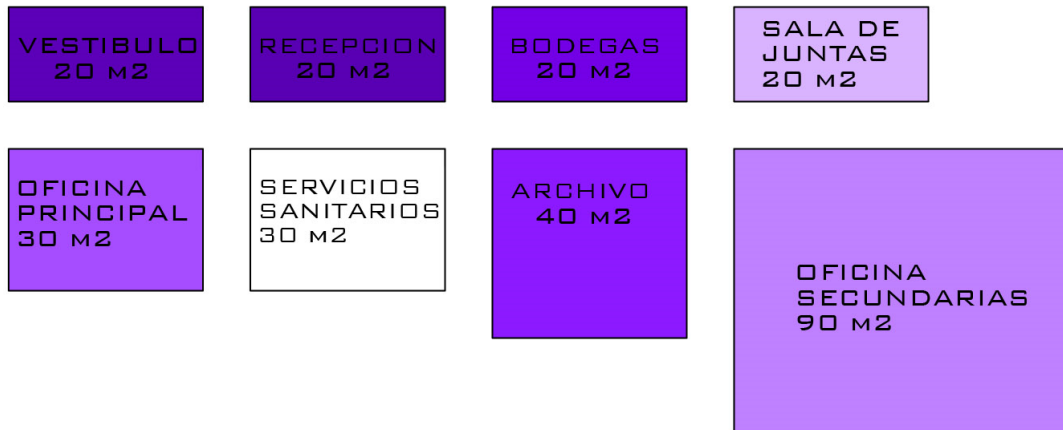 VESTIBULO
20 M2
RECEPCION
20 M2
BODEGAS
20 M2
SALA DE
JUNTAS
20 M2
OFICINA
PRINCIPAL
30 M2
SERVICIOS
SANITARIOS
30 M2
ARCHIVO
40 M2
OFICINA
SECUNDARIAS
90 M2